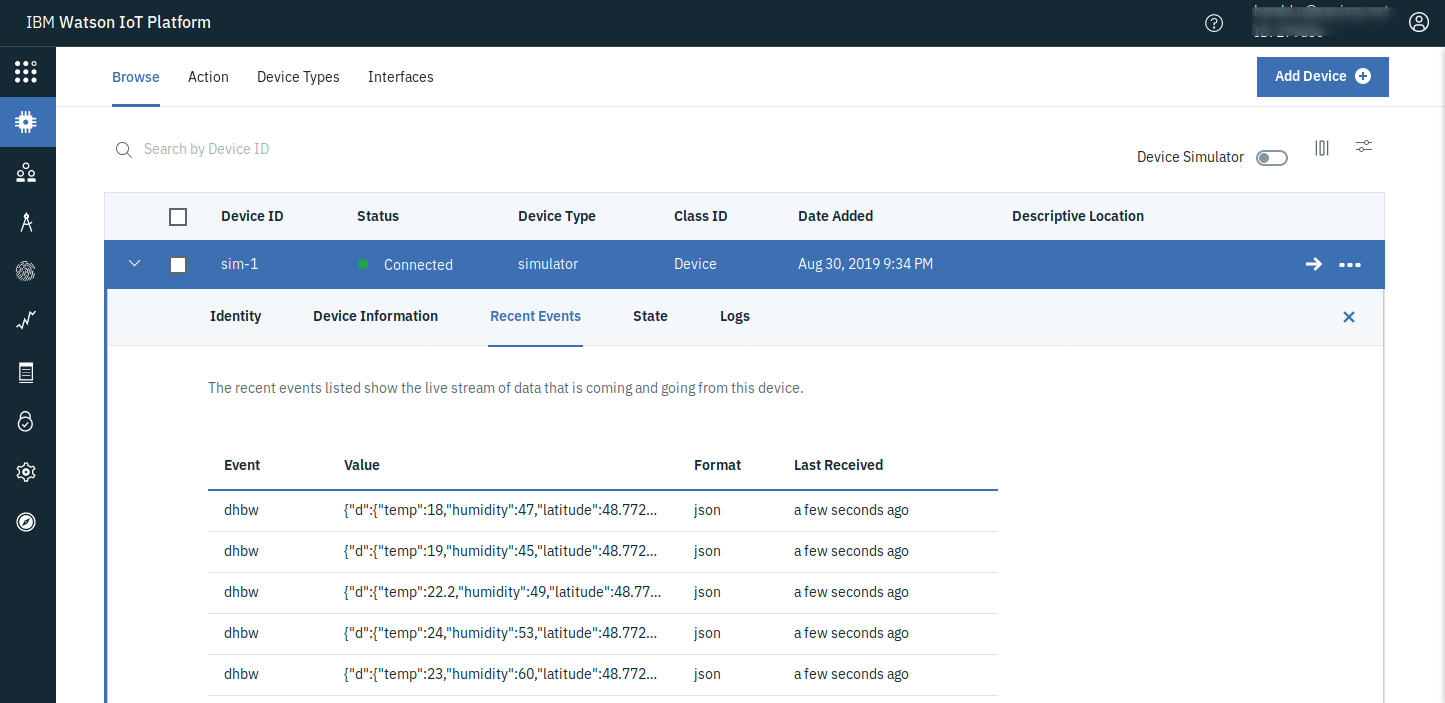 IBM Watson IoT Platform
Browse Action Device Types Interfaces
Add Device
Search by Device ID
Device Simulator
Device ID Status Device Type Class ID Date Added Descriptive Location
sim-1 Connected simulator Device Aug 30, 2019 9:34 PM
Identity Device Information Recent Events State Logs
The recent events listed show the live stream of data that is coming and going from this device.
Event Value Format Last Received
dhbw {"d":{"temp":18,"humidity":47,"latitude":48.772... json a few seconds ago
dhbw {"d":{"temp":19,"humidity":45,"latitude":48.772... json a few seconds ago
dhbw {"d":{"temp":22.2,"humidity":49,"latitude":48.77... json a few seconds ago
dhbw {"d":{"temp":24,"humidity":53,"latitude":48.772... json a few seconds ago
dhbw {"d":{"temp":23,"humidity":60,"latitude":48.772... json a few seconds ago